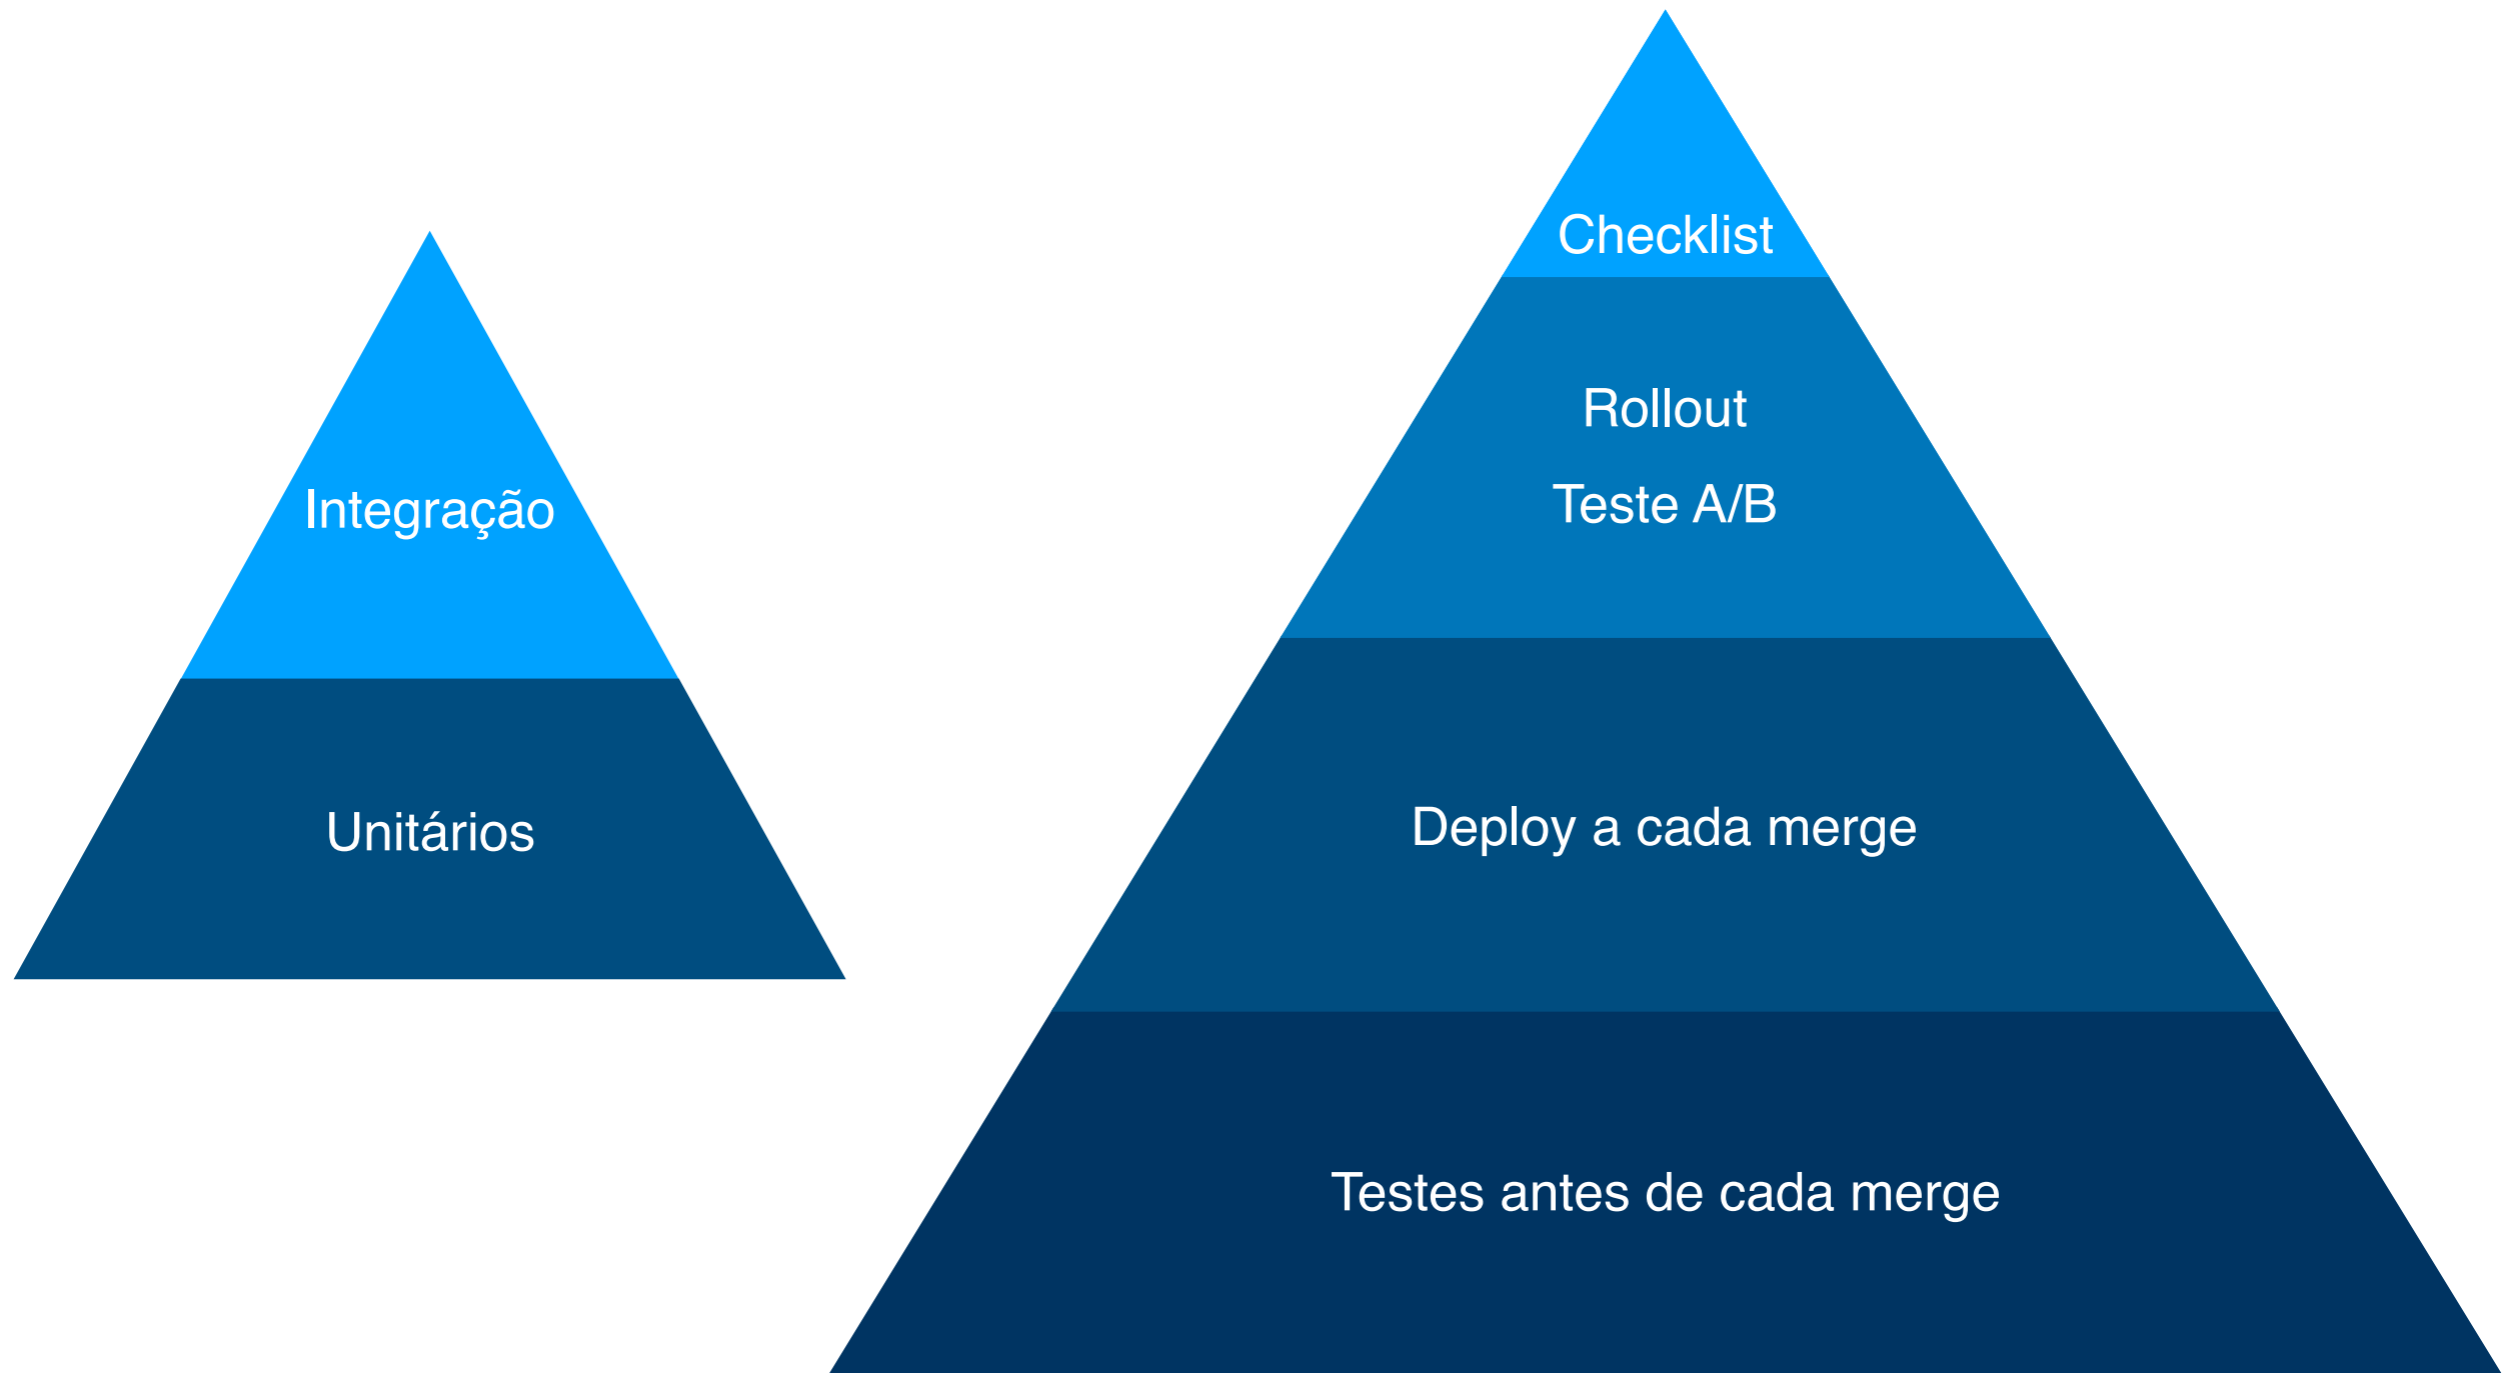 Integração
Unitários
Checklist
Rollout
Teste A/B
Deploy a cada merge
Testes antes de cada merge